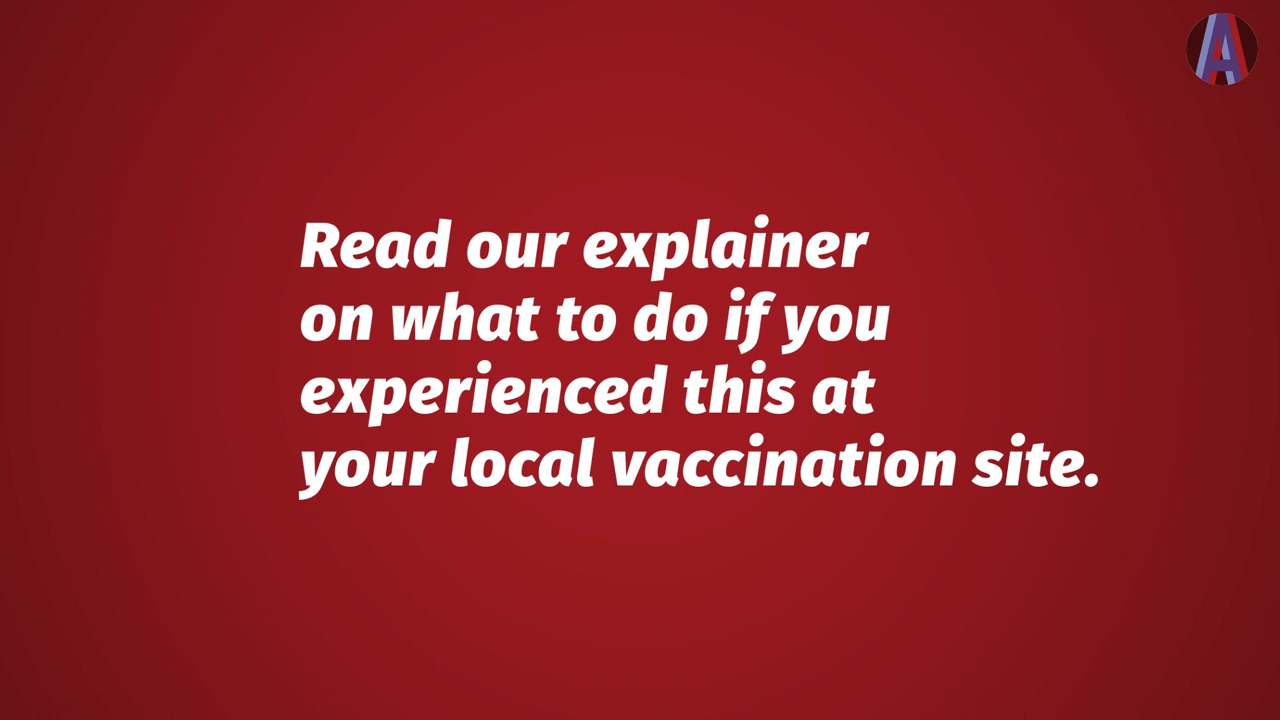 A
Read our explainer
on what to do if you
experienced this at
your local vaccination site.